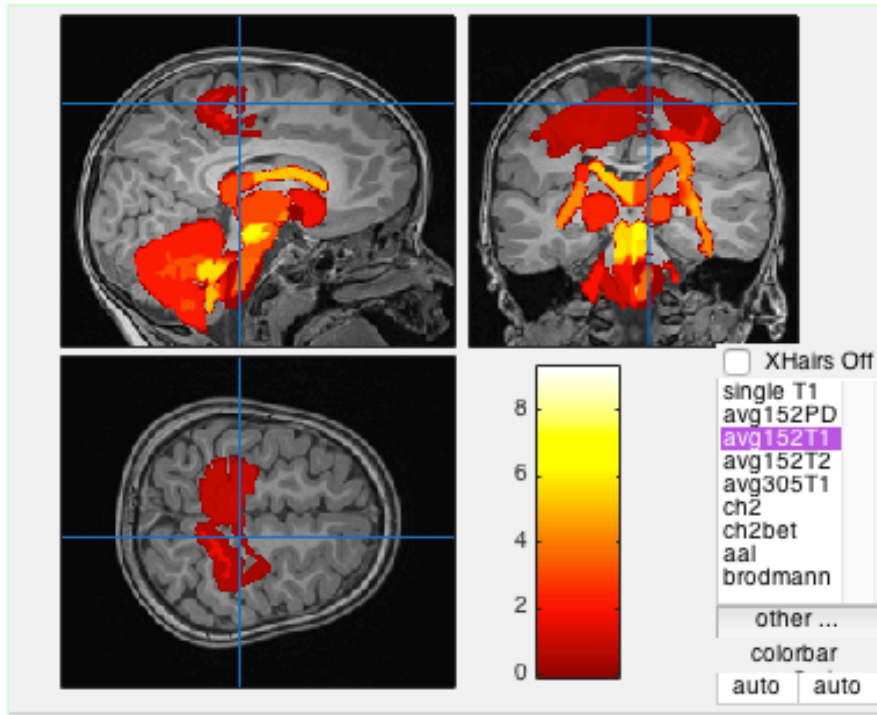 XHairs Off
single T1
avg152PD
avg152T1
avg152T2
avg305T1
ch2
ch2bet
aal
brodmann
other ...
colorbar
auto auto
8
6
4
2
0